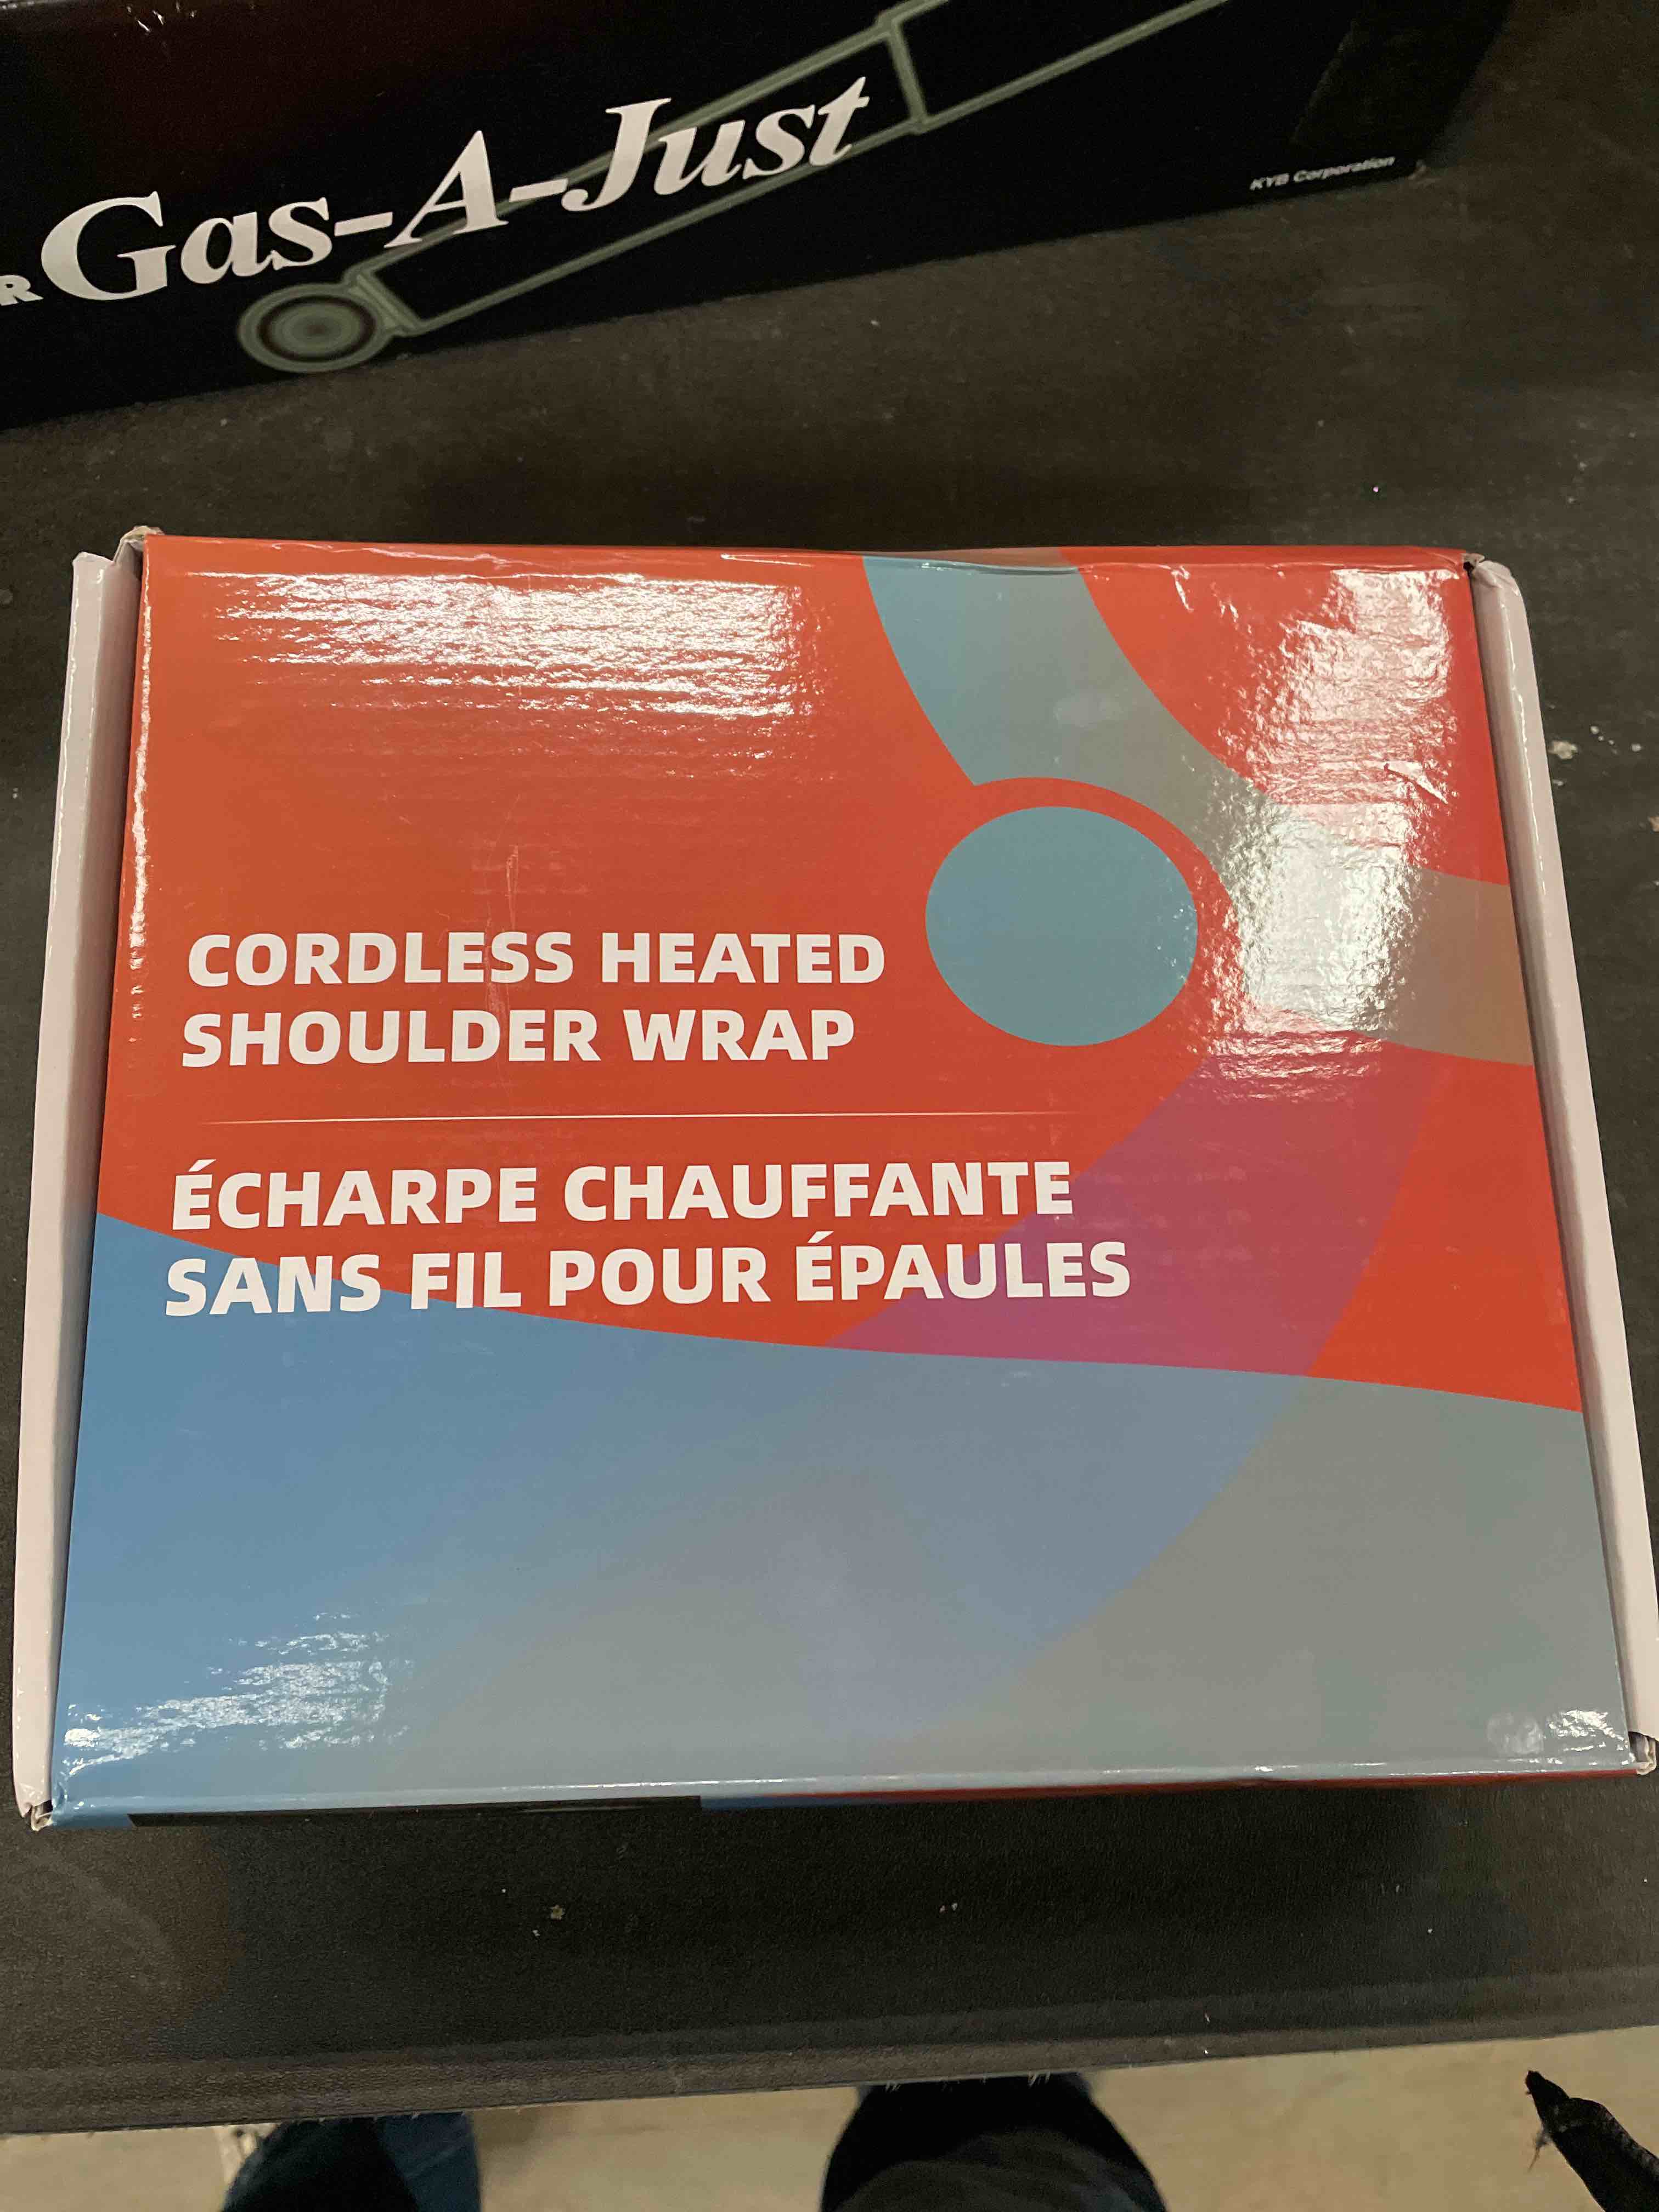 R Gas-A-Just
KYB Corporation
CORDLESS HEATED
SHOULDER WRAP
ÉCHARPE CHAUFFANTE
SANS FIL POUR ÉPAULES